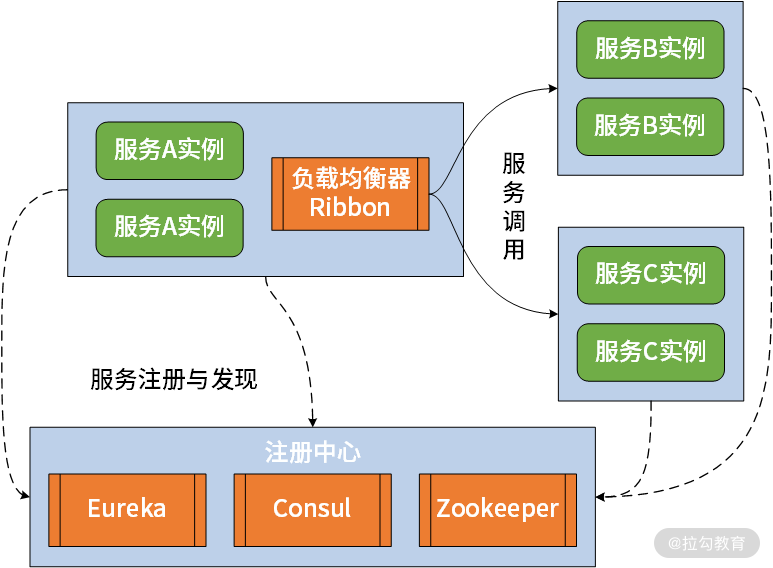 服务B实例
服务B实例
服务A实例
服务A实例
负载均衡器
Ribbon
服
务
调
用
服务C实例
服务C实例
服务注册与发现
注册中心
Eureka
Consul
Zookeeper
@拉勾教育